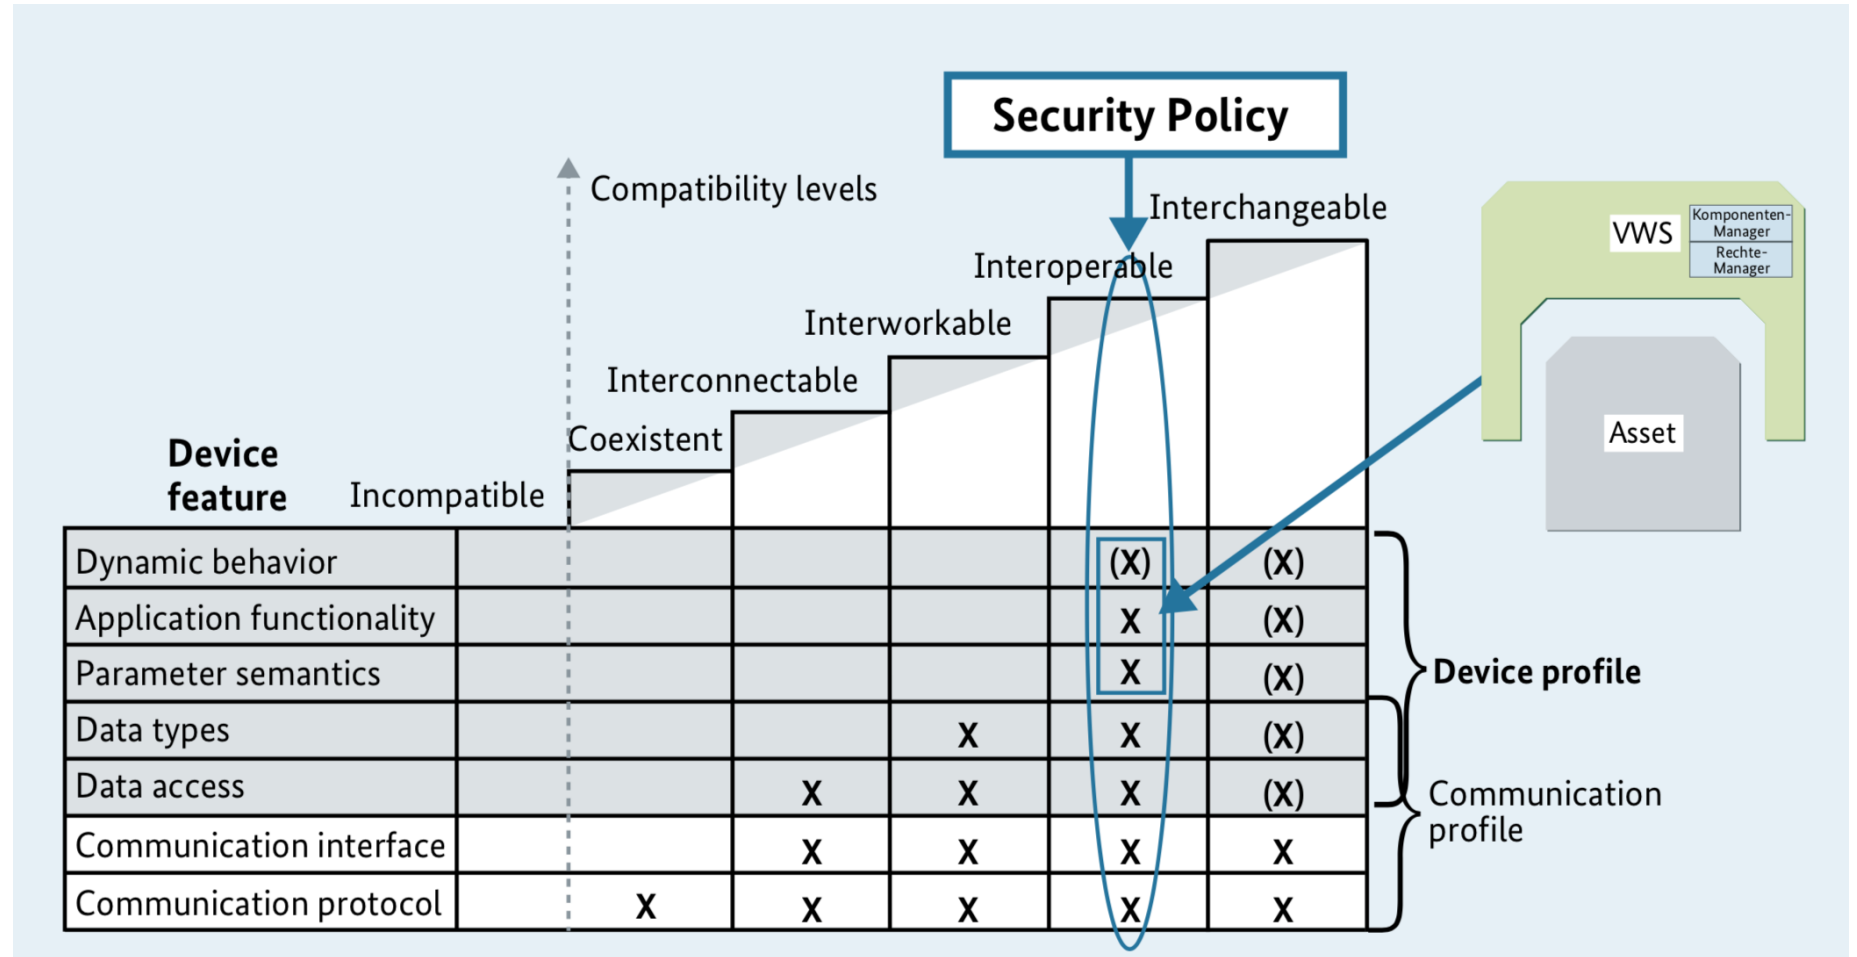 Security Policy
Compatibility levels
Interchangeable
Interoperable
Interworkable
Interconnectable
Coexistent
Incompatible
Device
feature
VWS
Komponenten-
Manager
Rechte-
Manager
Asset
Dynamic behavior (X) (X)
Application functionality X (X)
Parameter semantics X (X)
Data types X X (X)
Data access X X X (X)
Communication interface X X X X
Communication protocol X X X X X
Device profile
Communication
profile